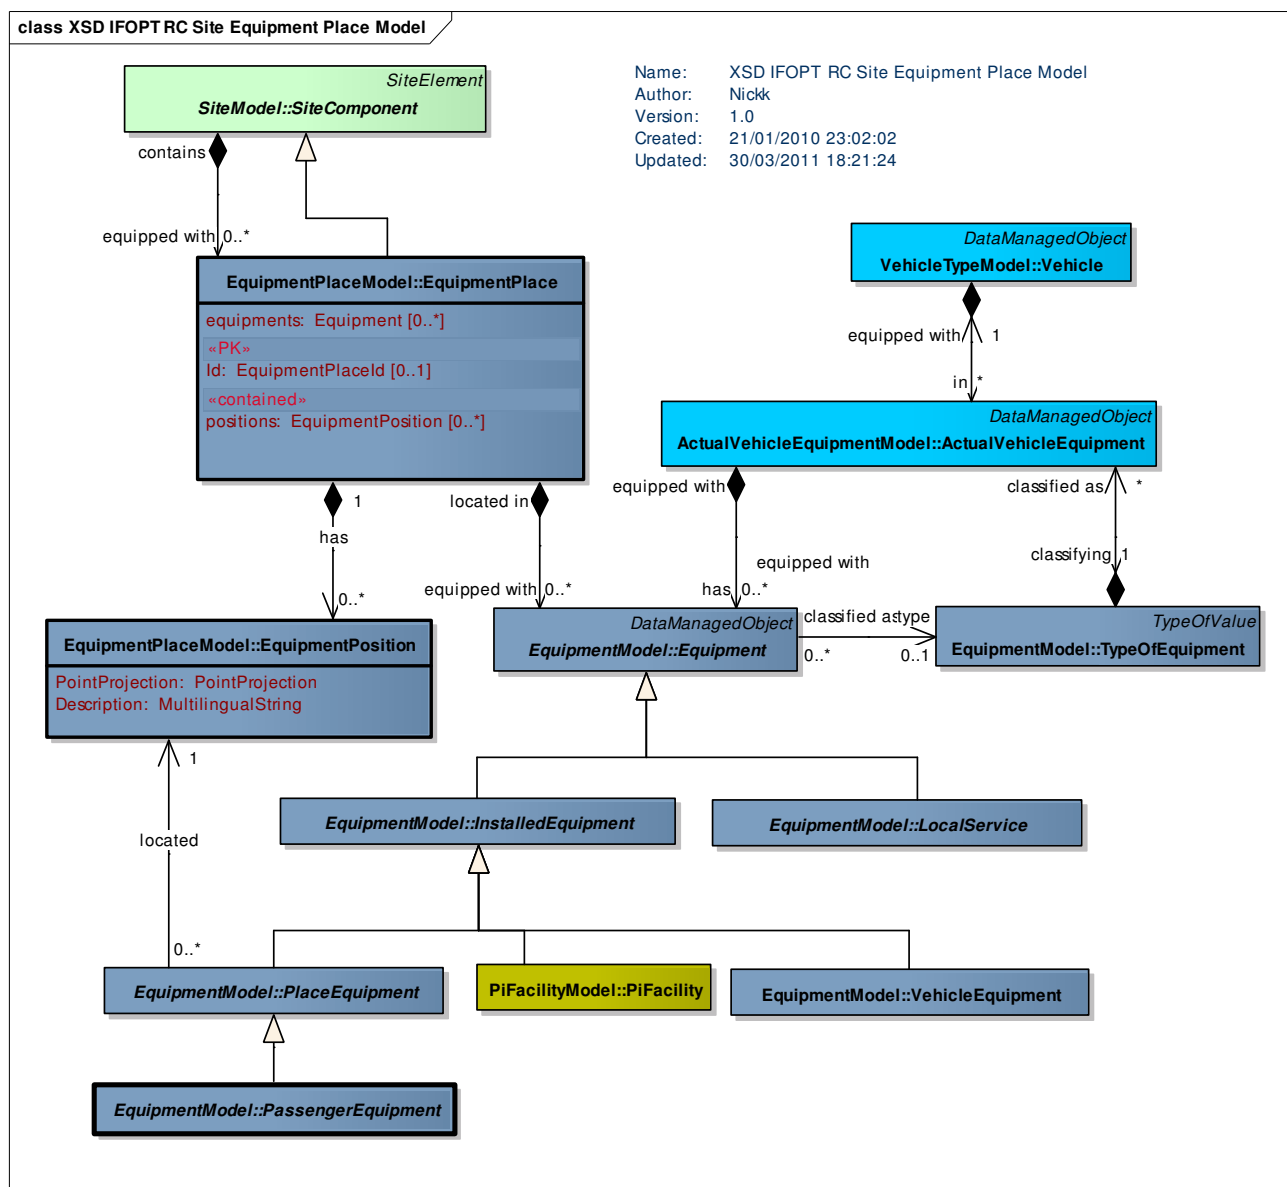 class XSD IFOPT RC Site Equipment Place Model
Name: XSD IFOPT RC Site Equipment Place Model
Author: Nickk
Version: 1.0
Created: 21/01/2010 23:02:02
Updated: 30/03/2011 18:21:24
SiteElement
SiteModel::SiteComponent
contains
equipped with 0..*
EquipmentPlaceModel::EquipmentPlace
equipments: Equipment [0..*]
«PK»
Id: EquipmentPlaceId [0..1]
«contained»
positions: EquipmentPosition [0..*]
DataManagedObject
VehicleTypeModel::Vehicle
equipped with 1
in *
DataManagedObject
ActualVehicleEquipmentModel::ActualVehicleEquipment
1
has
0..*
located in
equipped with 0..*
equipped with
equipped with
has 0..*
classified as *
classifying 1
EquipmentPlaceModel::EquipmentPosition
PointProjection: PointProjection
Description: MultilingualString
DataManagedObject
EquipmentModel::Equipment
classified as type
0..* 0..1
TypeOfValue
EquipmentModel::TypeOfEquipment
1
located
0..*
EquipmentModel::InstalledEquipment
EquipmentModel::LocalService
EquipmentModel::PlaceEquipment
PiFacilityModel::PiFacility
EquipmentModel::VehicleEquipment
EquipmentModel::PassengerEquipment